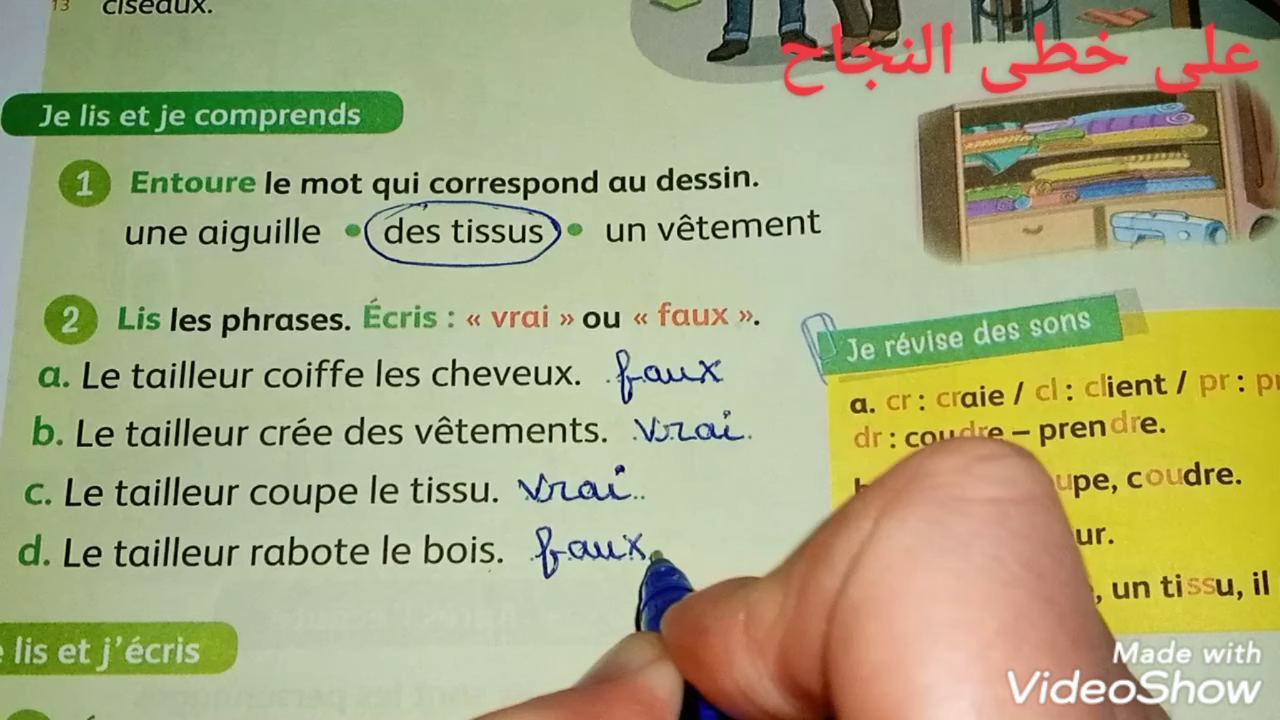 13 ciseaux.
على خطى النجاح
Je lis et je comprends
1 Entoure le mot qui correspond au dessin.
une aiguille • des tissus • un vêtement
2 Lis les phrases. Écris : « vrai » ou « faux ».
a. Le tailleur coiffe les cheveux. faux
b. Le tailleur crée des vêtements. vrai
c. Le tailleur coupe le tissu. vrai
d. Le tailleur rabote le bois. faux
lis et j'écris
Je révise des sons
a. cr : craie / cl : client / pr :
dr : coudre – prendre.
upe, coudre.
ur.
, un tissu, il
Made with
VideoShow